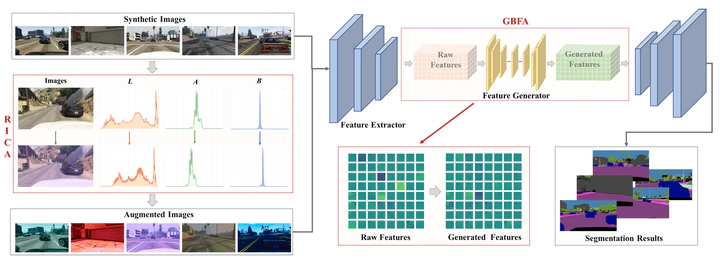 Synthetic Images
RICA
Images
L
A
B
Augmented Images
Feature Extractor
GBFA
Raw
Features
Feature Generator
Generated
Features
Raw Features
Generated Features
Segmentation Results